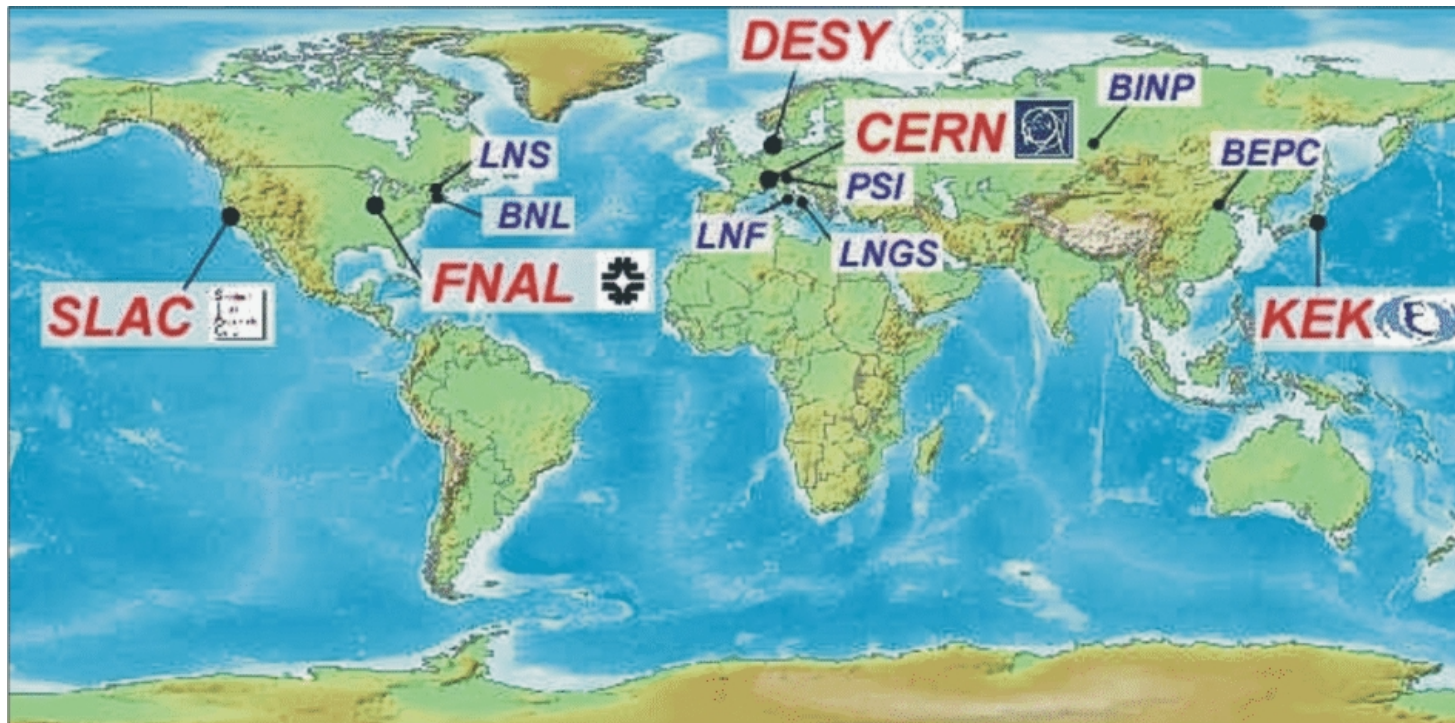 DESY
BINP
CERN
LNS
BEPC
PSI
BNL
LNF
LNGS
FNAL
SLAC
KEK